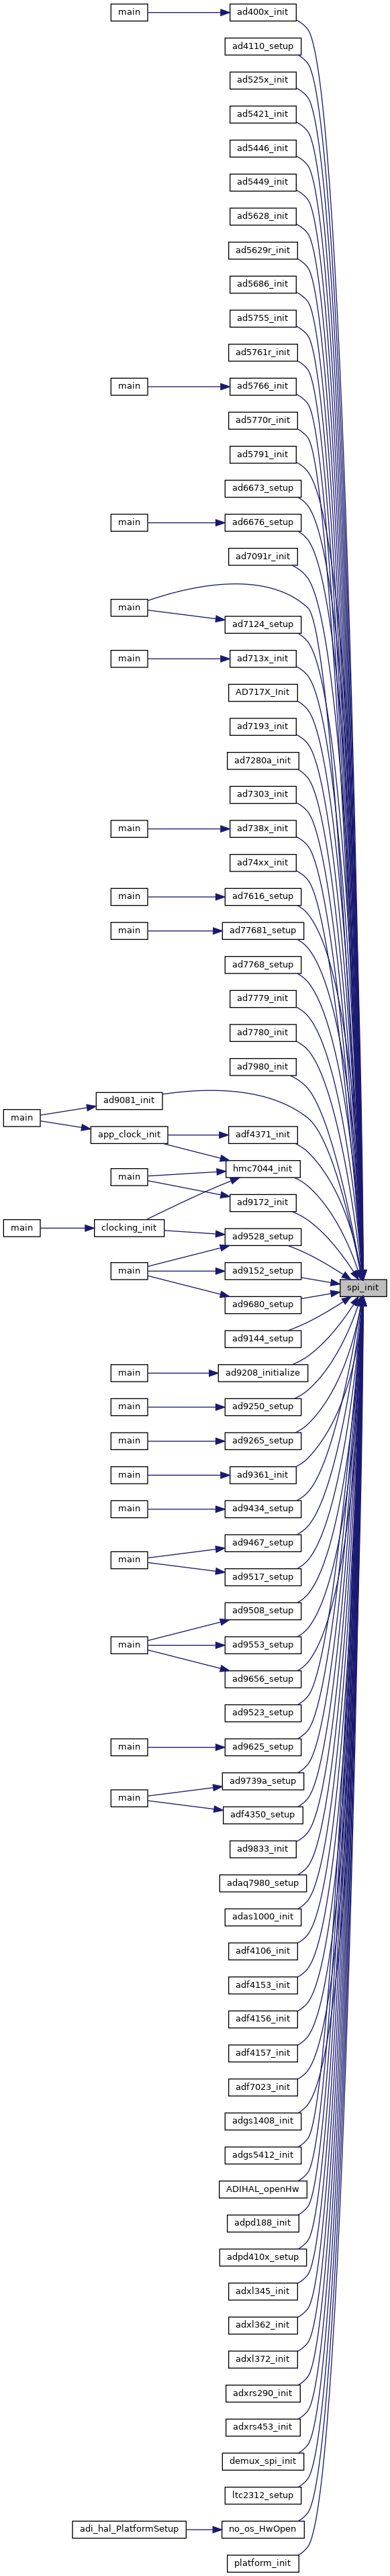 main
ad400x_init
ad4110_setup
ad525x_init
ad5421_init
ad5446_init
ad5449_init
ad5628_init
ad5629r_init
ad5686_init
ad5755_init
ad5761r_init
main
ad5766_init
ad5770r_init
ad5791_init
ad6673_setup
main
ad6676_setup
ad7091r_init
main
ad7124_setup
main
ad713x_init
AD717X_Init
ad7193_init
ad7280a_init
ad7303_init
main
ad738x_init
ad74xx_init
main
ad7616_setup
main
ad77681_setup
ad7768_setup
ad7779_init
ad7780_init
ad7980_init
ad9081_init
main
app_clock_init
adf4371_init
hmc7044_init
main
ad9172_init
main
clocking_init
ad9528_setup
main
ad9152_setup
spi_init
ad9680_setup
ad9144_setup
main
ad9208_initialize
main
ad9250_setup
main
ad9265_setup
main
ad9361_init
main
ad9434_setup
ad9467_setup
main
ad9517_setup
ad9508_setup
main
ad9553_setup
ad9656_setup
ad9523_setup
main
ad9625_setup
ad9739a_setup
main
adf4350_setup
ad9833_init
adaq7980_setup
adas1000_init
adf4106_init
adf4153_init
adf4156_init
adf4157_init
adf7023_init
adgs1408_init
adgs5412_init
ADIHAL_openHw
adpd188_init
adpd410x_setup
adxl345_init
adxl362_init
adxl372_init
adxrs290_init
adxrs453_init
demux_spi_init
ltc2312_setup
adi_hal_PlatformSetup
no_os_HwOpen
platform_init